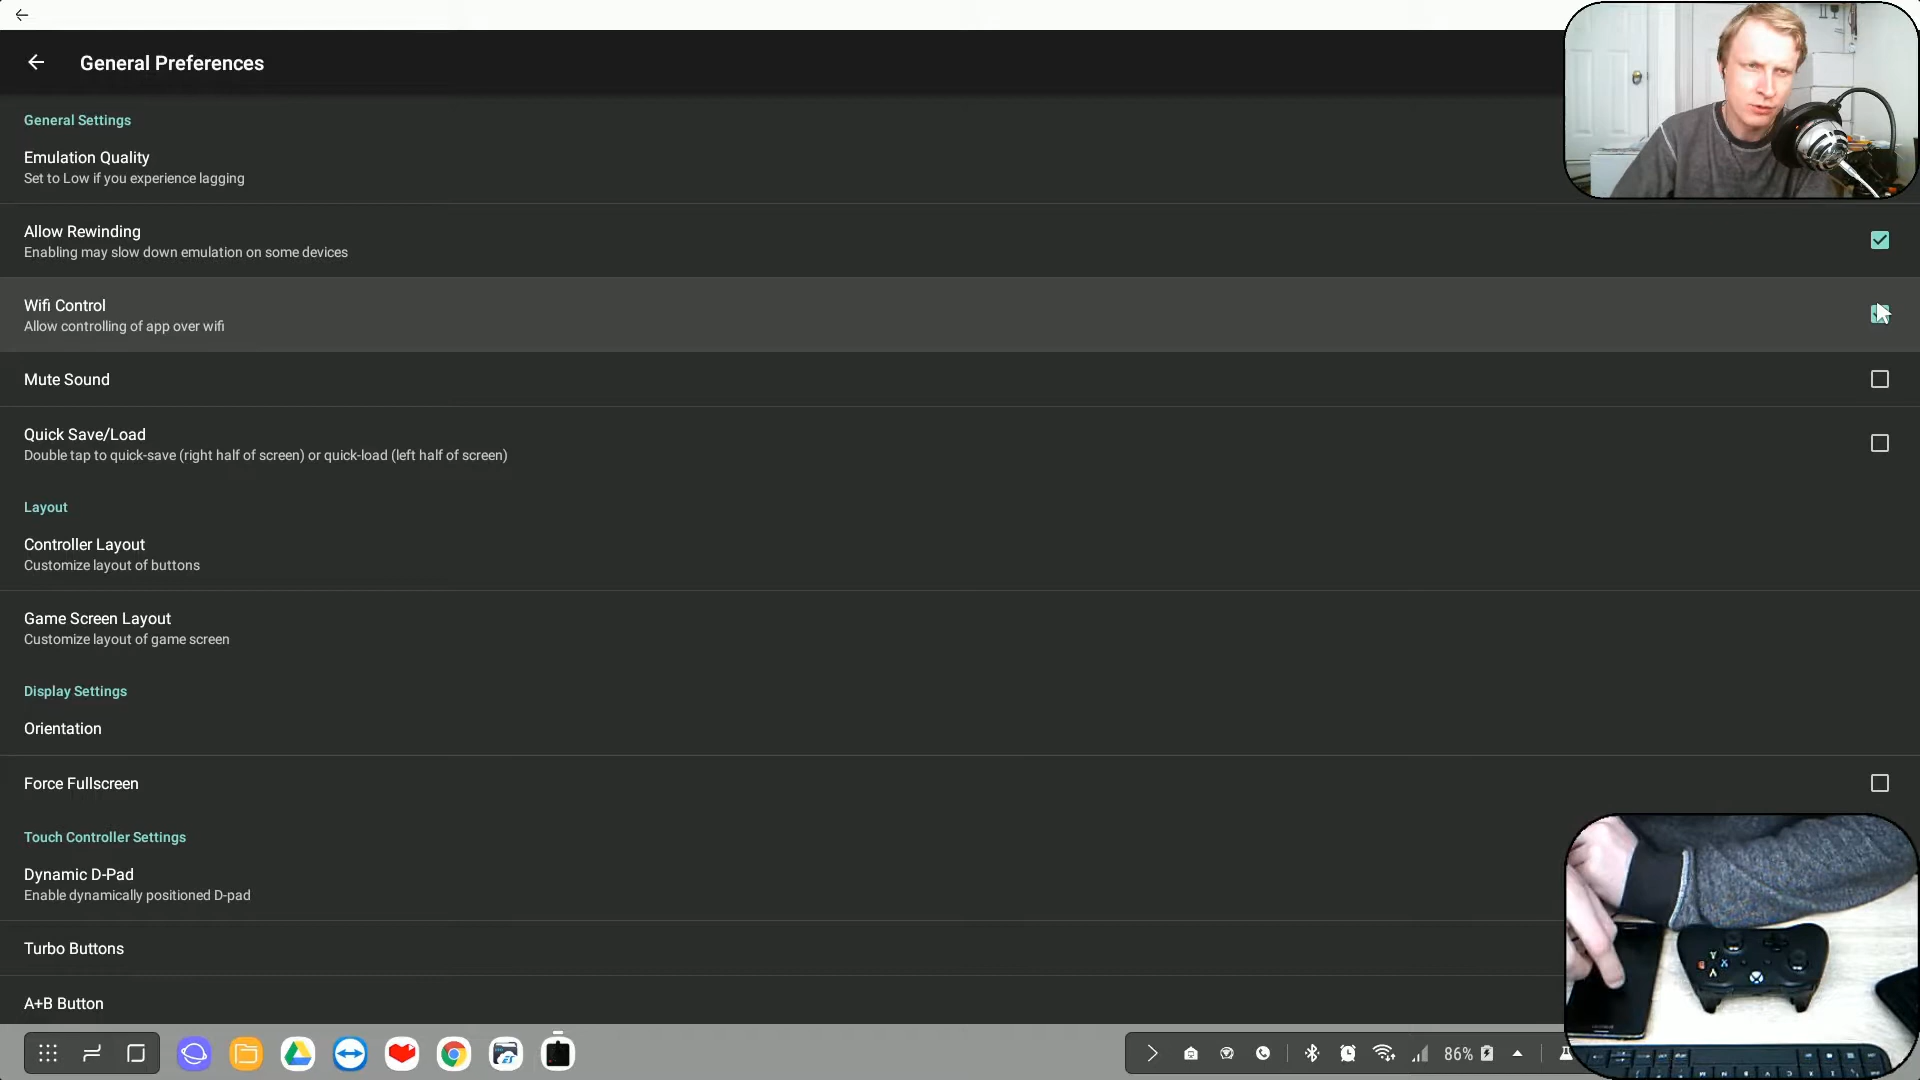 General Preferences
General Settings
Emulation Quality
Set to Low if you experience lagging
Allow Rewinding
Enabling may slow down emulation on some devices
Wifi Control
Allow controlling of app over wifi
Mute Sound
Quick Save/Load
Double tap to quick-save (right half of screen) or quick-load (left half of screen)
Layout
Controller Layout
Customize layout of buttons
Game Screen Layout
Customize layout of game screen
Display Settings
Orientation
Force Fullscreen
Touch Controller Settings
Dynamic D-Pad
Enable dynamically positioned D-pad
Turbo Buttons
A+B Button
86%